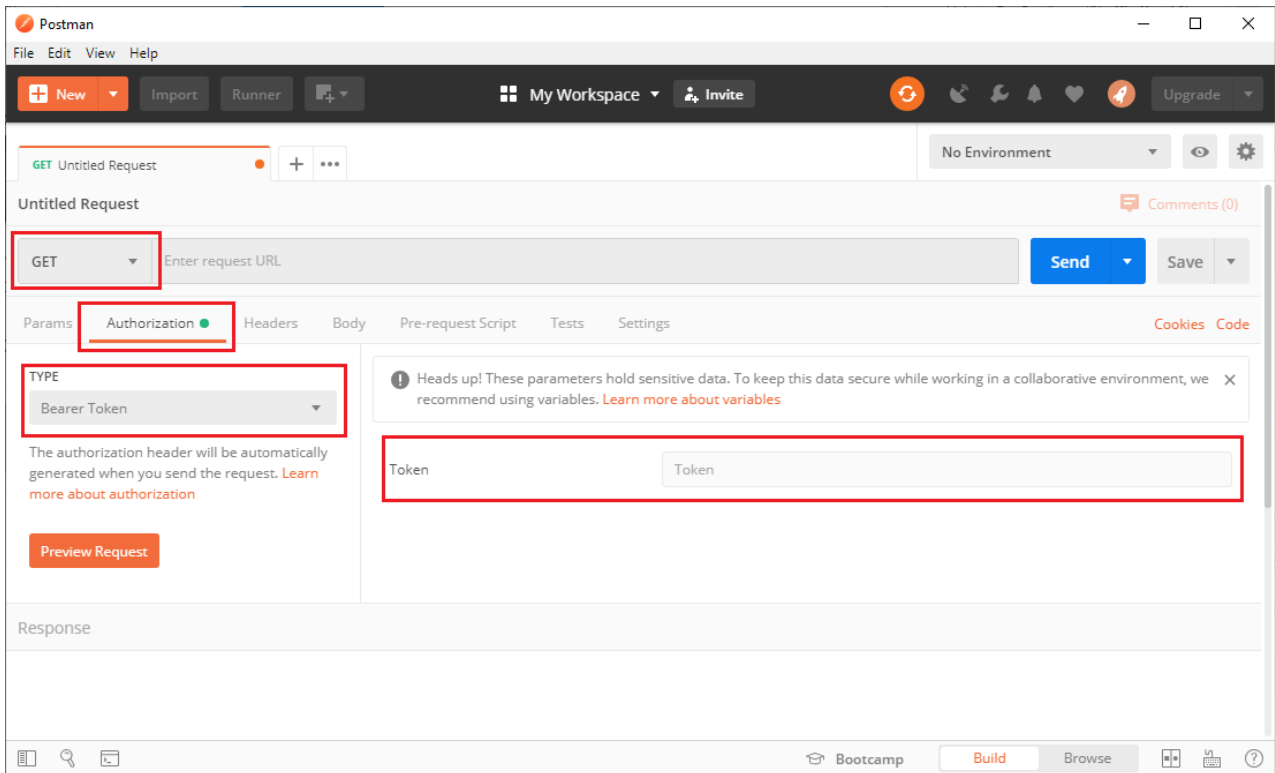 Postman
File Edit View Help
New Import Runner My Workspace Invite Upgrade
GET Untitled Request No Environment
Untitled Request Comments (0)
GET Enter request URL Send Save
Params Authorization Headers Body Pre-request Script Tests Settings Cookies Code
TYPE
Bearer Token
The authorization header will be automatically
generated when you send the request. Learn
more about authorization
Preview Request
Heads up! These parameters hold sensitive data. To keep this data secure while working in a collaborative environment, we
recommend using variables. Learn more about variables
Token Token
Response
Bootcamp Build Browse